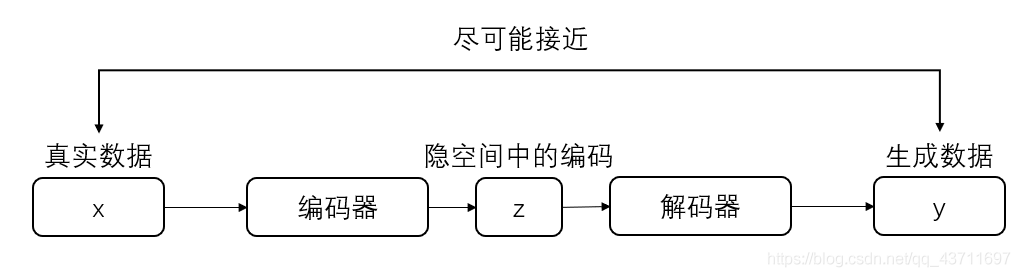 尽可能接近
真实数据
隐空间中的编码
生成数据
x
编码器
z
解码器
y
https://blog.csdn.net/qq_43711697